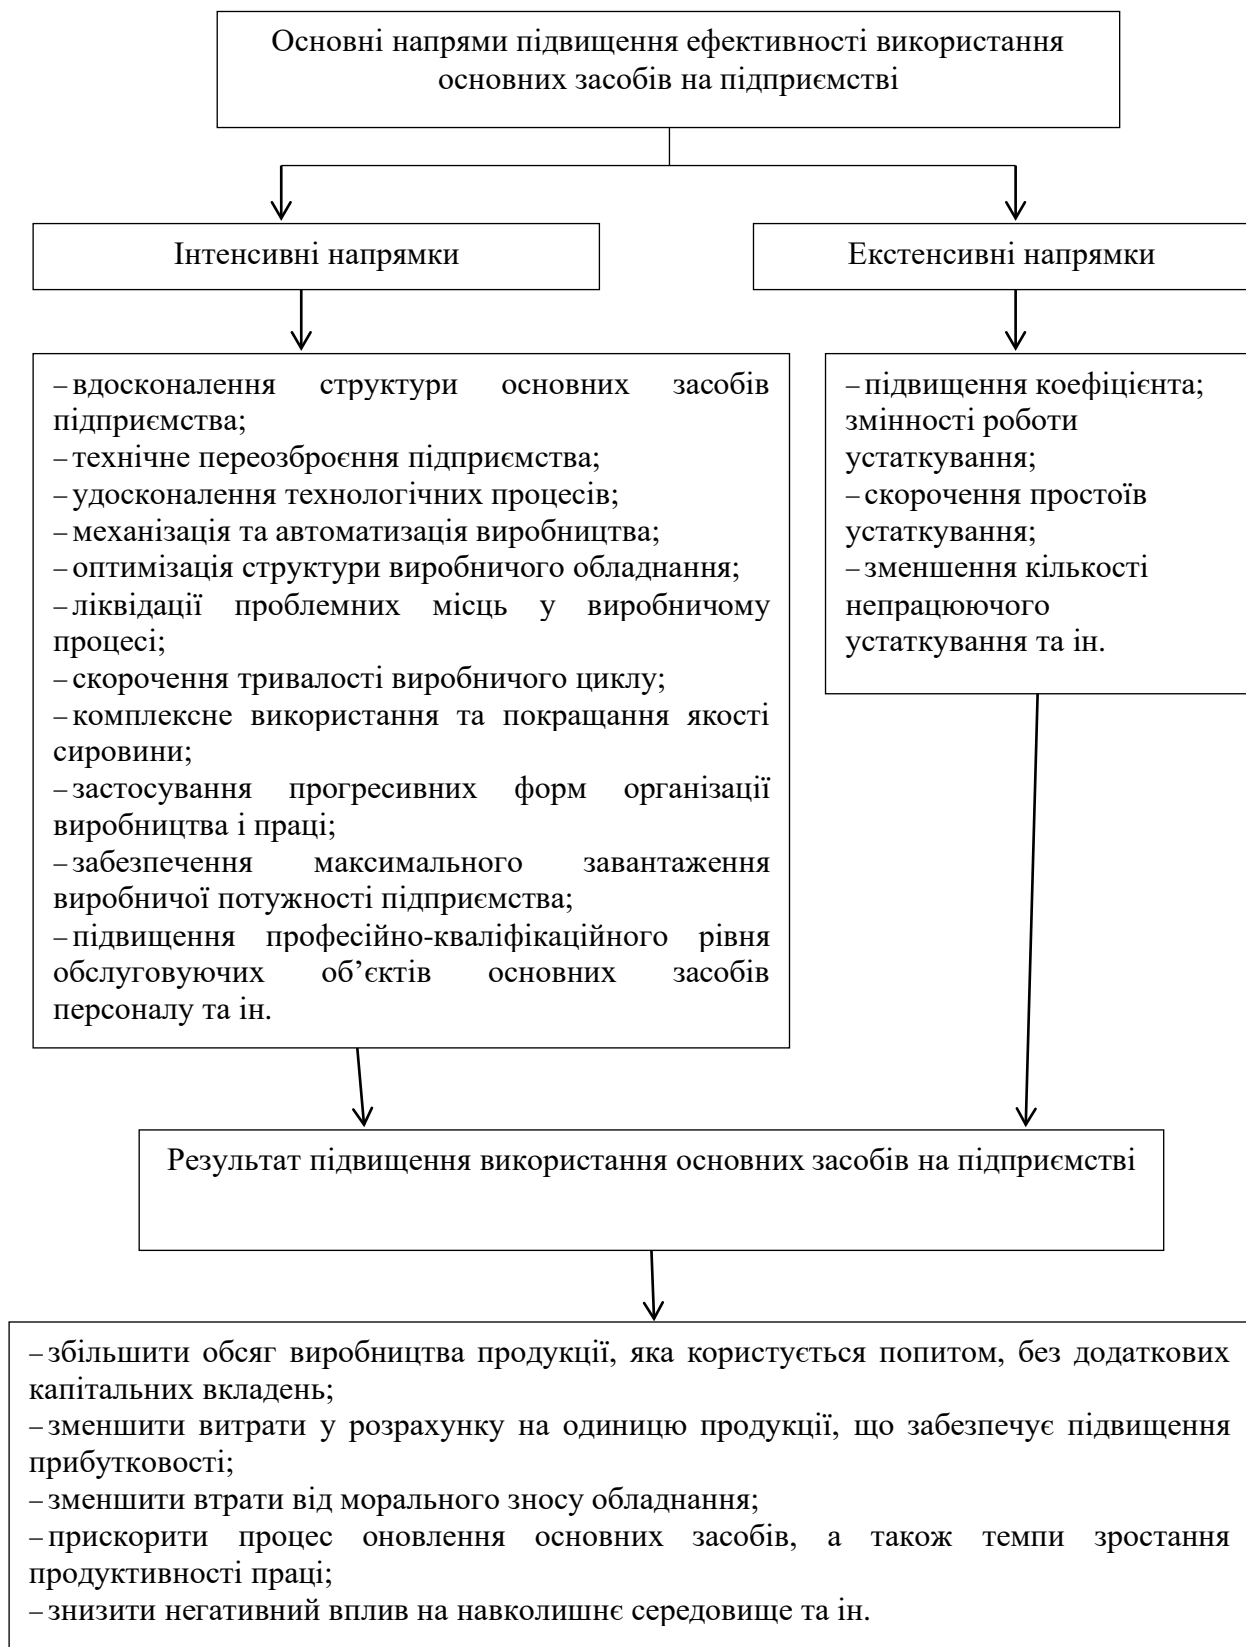 Основні напрями підвищення ефективності використання
основних засобів на підприємстві
Інтенсивні напрямки
Екстенсивні напрямки
– вдосконалення структури основних засобів
підприємства;
– технічне переозброєння підприємства;
– удосконалення технологічних процесів;
– механізація та автоматизація виробництва;
– оптимізація структури виробничого обладнання;
– ліквідації проблемних місць у виробничому
процесі;
– скорочення тривалості виробничого циклу;
– комплексне використання та покращання якості
сировини;
– застосування прогресивних форм організації
виробництва і праці;
– забезпечення максимального завантаження
виробничої потужності підприємства;
– підвищення професійно-кваліфікаційного рівня
обслуговуючих об’єктів основних засобів
персоналу та ін.
– підвищення коефіцієнта;
змінності роботи
устаткування;
– скорочення простоїв
устаткування;
– зменшення кількості
непрацюючого
устаткування та ін.
Результат підвищення використання основних засобів на підприємстві
– збільшити обсяг виробництва продукції, яка користується попитом, без додаткових
капітальних вкладень;
– зменшити витрати у розрахунку на одиницю продукції, що забезпечує підвищення
прибутковості;
– зменшити втрати від морального зносу обладнання;
– прискорити процес оновлення основних засобів, а також темпи зростання
продуктивності праці;
– знизити негативний вплив на навколишнє середовище та ін.